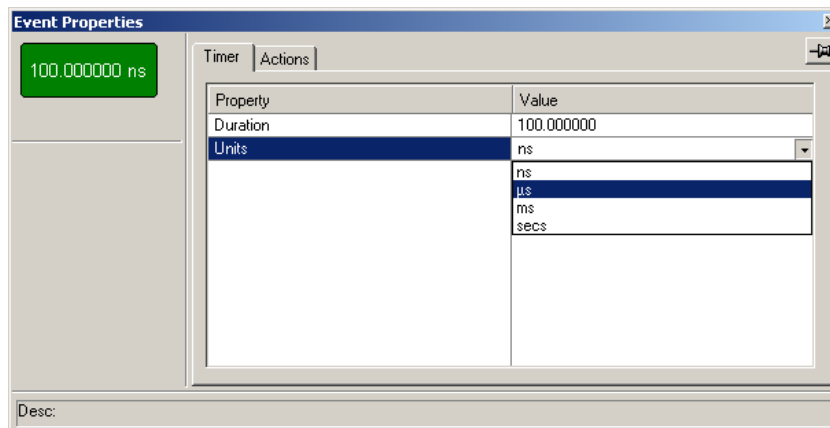 Event Properties
100.000000 ns
Timer
Actions
Property Value
Duration 100.000000
Units ns
ns
µs
ms
secs
Desc: